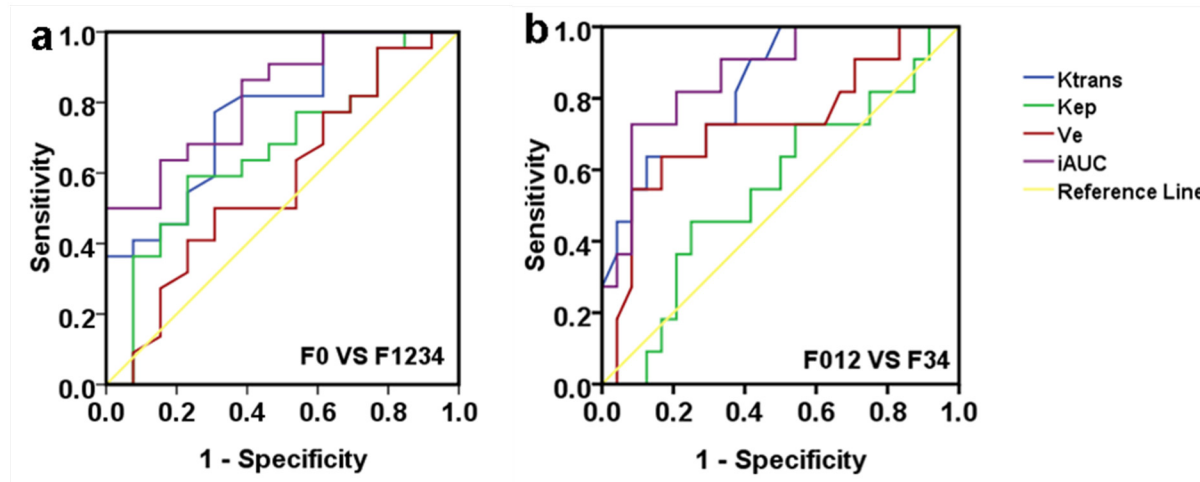 a
1.0
0.8
0.6
0.4
0.2
0.0
Sensitivity
F0 VS F1234
0.0 0.2 0.4 0.6 0.8 1.0
1 - Specificity
b
1.0
0.8
0.6
0.4
0.2
0.0
Sensitivity
F012 VS F34
0.0 0.2 0.4 0.6 0.8 1.0
1 - Specificity
Ktrans
Kep
Ve
iAUC
Reference Line